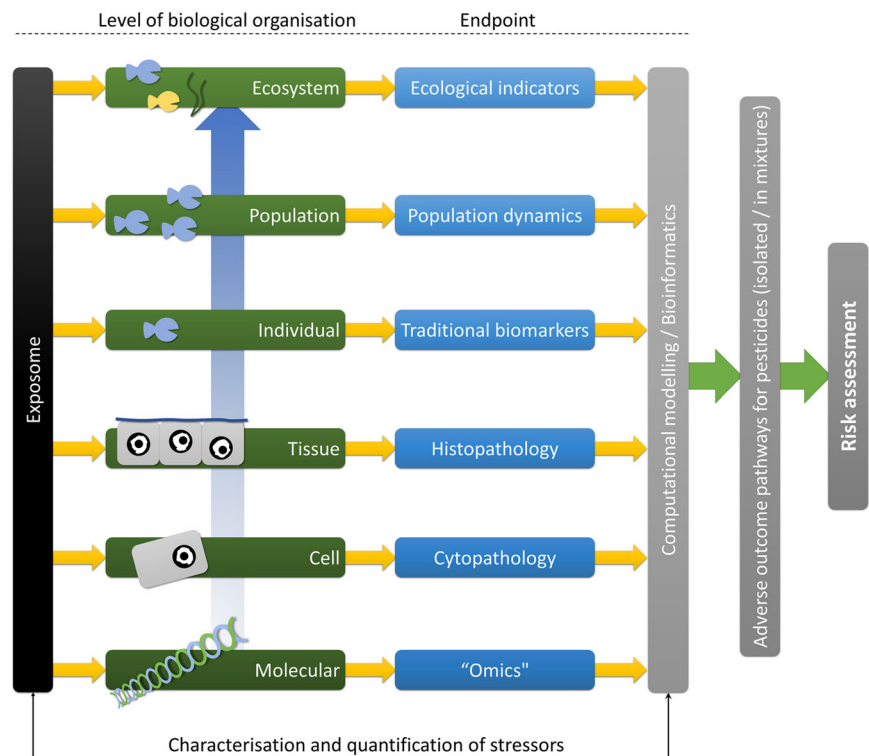 Level of biological organisation
Endpoint
Exposome
Ecosystem
Ecological indicators
Population
Population dynamics
Individual
Traditional biomarkers
Tissue
Histopathology
Cell
Cytopathology
Molecular
“Omics"
Computational modelling / Bioinformatics
Adverse outcome pathways for pesticides (isolated / in mixtures)
Risk assessment
Characterisation and quantification of stressors